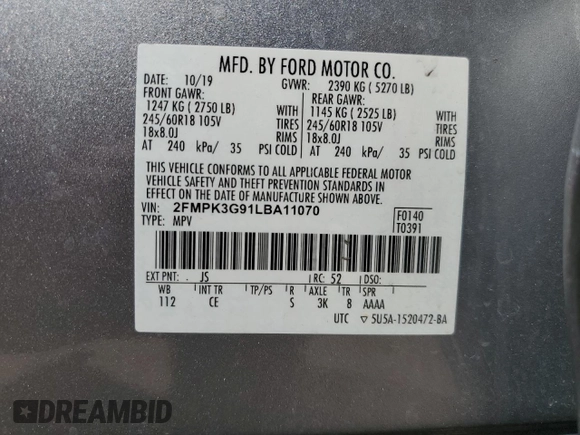 MFD. BY FORD MOTOR CO.
DATE: 10/19 GVWR: 2390 KG ( 5270 LB)
FRONT GAWR: REAR GAWR:
1247 KG ( 2750 LB) WITH 1145 KG ( 2525 LB) WITH
245/60R18 105V TIRES 245/60R18 105V TIRES
18x8.0J RIMS 18x8.0J RIMS
AT 240 kPa/ 35 PSI COLD AT 240 kPa/ 35 PSI COLD
THIS VEHICLE CONFORMS TO ALL APPLICABLE FEDERAL MOTOR
VEHICLE SAFETY AND THEFT PREVENTION STANDARDS IN
EFFECT ON THE DATE OF MANUFACTURE SHOWN ABOVE.
VIN: 2FMPK3G91LBA11070 F0140
TYPE: MPV T0391
EXT PNT: JS RC: 52 DSO:
WB INT TR TP/PS R AXLE TR SPR
112 CE S 3K 8 AAAA
UTC ▽ 5U5A-1520472-BA
DREAMBID